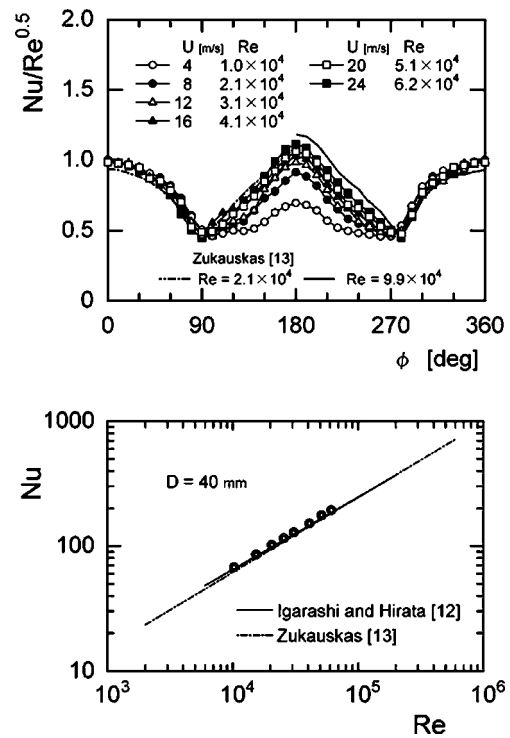 Nu/Re^0.5
2.0
1.5
1.0
0.5
0
U [m/s] Re
4 1.0×10^4
8 2.1×10^4
12 3.1×10^4
16 4.1×10^4
U [m/s] Re
20 5.1×10^4
24 6.2×10^4
Zukauskas [13]
Re = 2.1×10^4
Re = 9.9×10^4
0 90 180 270 360
ϕ [deg]
Nu
1000
100
10
D = 40 mm
Igarashi and Hirata [12]
Zukauskas [13]
10^3 10^4 10^5 10^6
Re